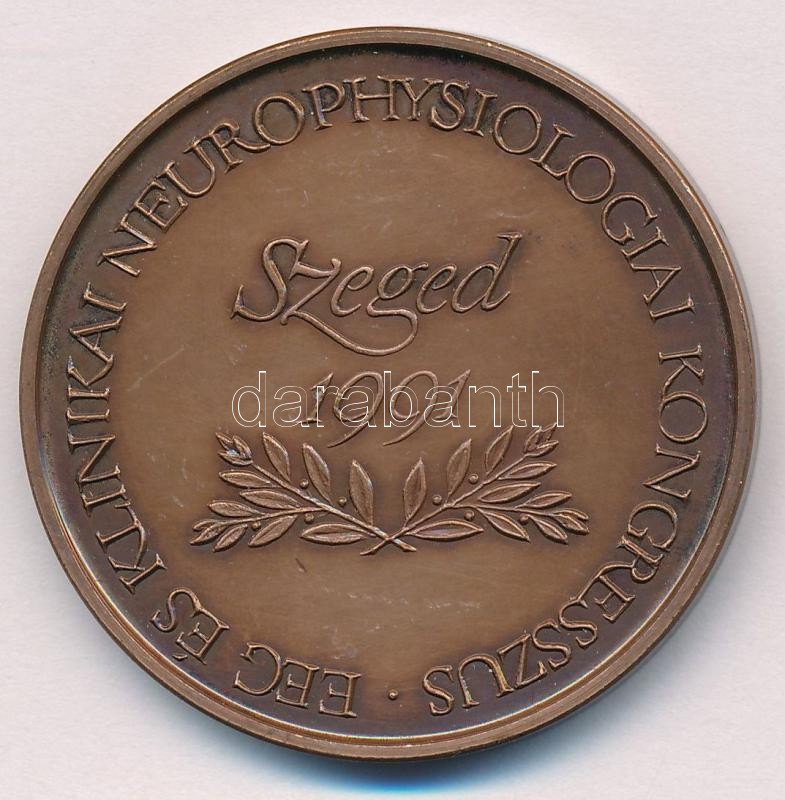 EEG ÉS KLINIKAI NEUROPHYSIOLOGIAI KONGRESSZUS ·
Szeged
1991
darabanth